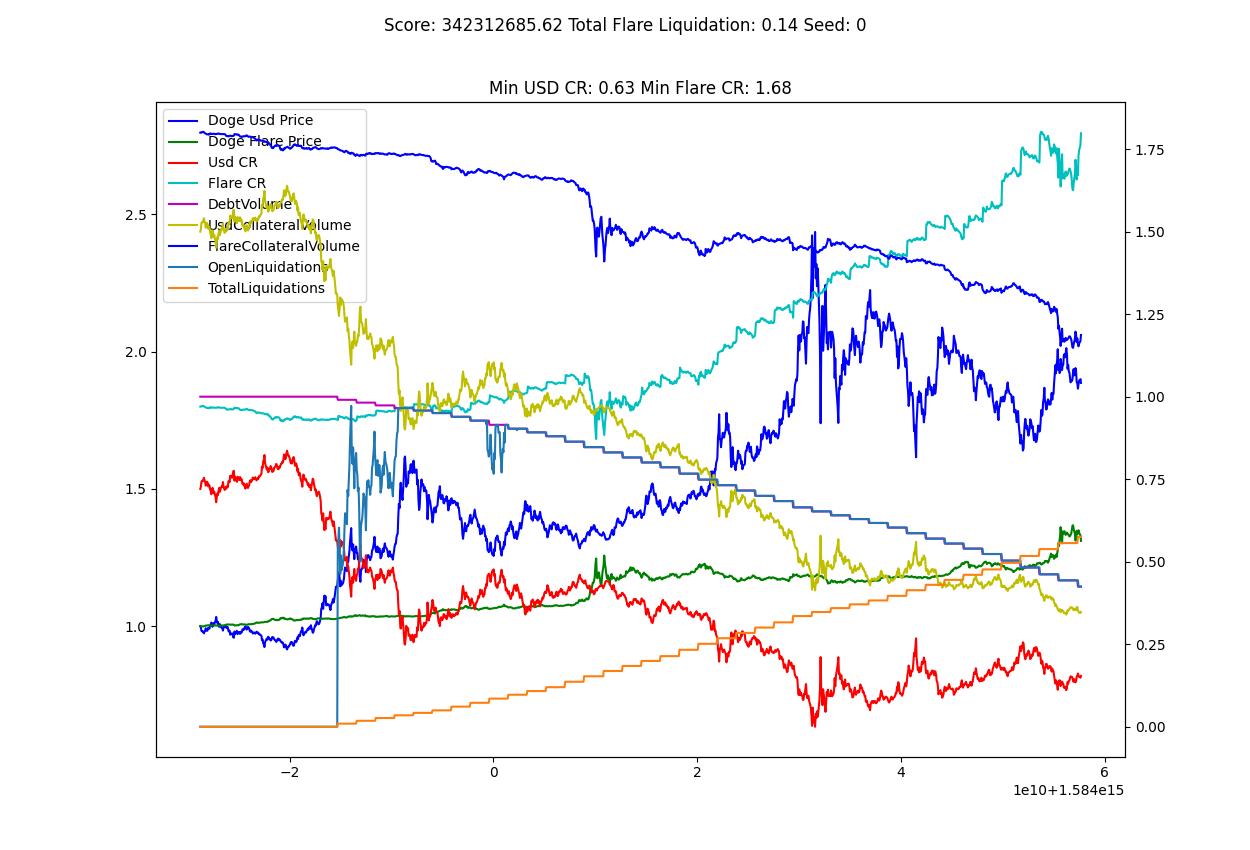 Score: 342312685.62 Total Flare Liquidation: 0.14 Seed: 0
Min USD CR: 0.63 Min Flare CR: 1.68
Doge Usd Price
Doge Flare Price
Usd CR
Flare CR
DebtVolume
UsdCollateralVolume
FlareCollateralVolume
OpenLiquidations
TotalLiquidations
2.5
2.0
1.5
1.0
1.75
1.50
1.25
1.00
0.75
0.50
0.25
0.00
−2 0 2 4 6
1e10+1.584e15